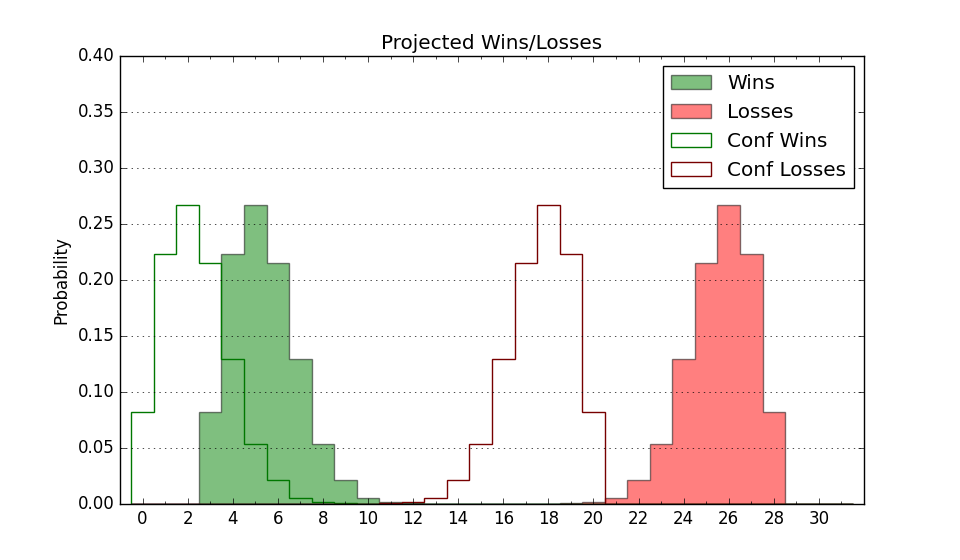 Projected Wins/Losses
0.40
0.35
0.30
0.25
0.20
0.15
0.10
0.05
0.00
Probability
Wins
Losses
Conf Wins
Conf Losses
0 2 4 6 8 10 12 14 16 18 20 22 24 26 28 30